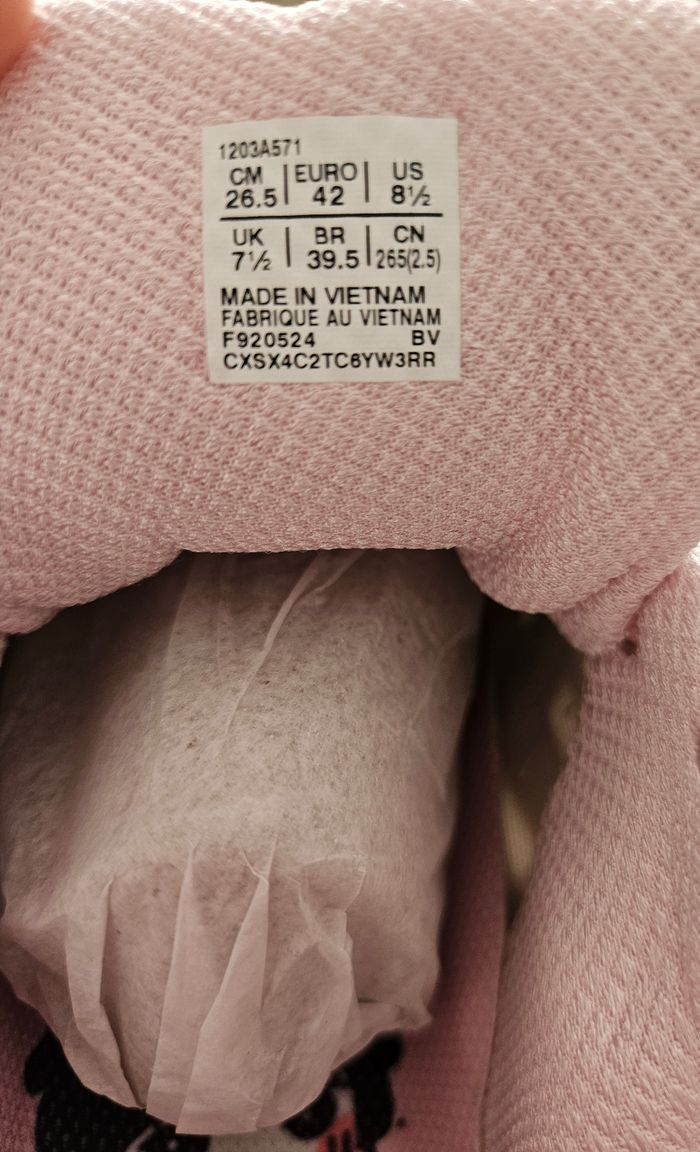 1203A571
CM | EURO | US
26.5 | 42 | 8½
UK | BR | CN
7½ | 39.5 | 265(2.5)
MADE IN VIETNAM
FABRIQUE AU VIETNAM
F920524 BV
CXSX4C2TC6YW3RR